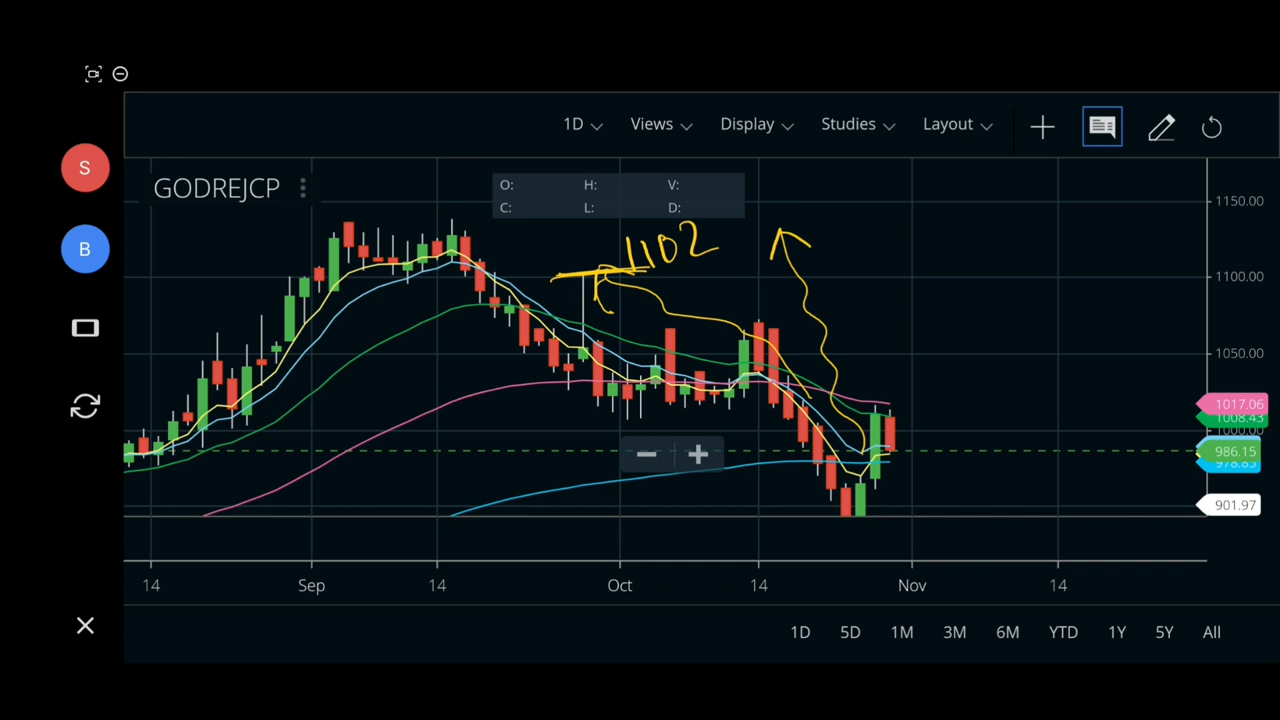 1D Views Display Studies Layout
S
GODREJCP
O: H: V:
C: L: D:
B
1102
1150.00
1100.00
1050.00
1017.06
1008.43
1000.00
986.15
978.85
901.97
14 Sep 14 Oct 14 Nov 14
1D 5D 1M 3M 6M YTD 1Y 5Y All